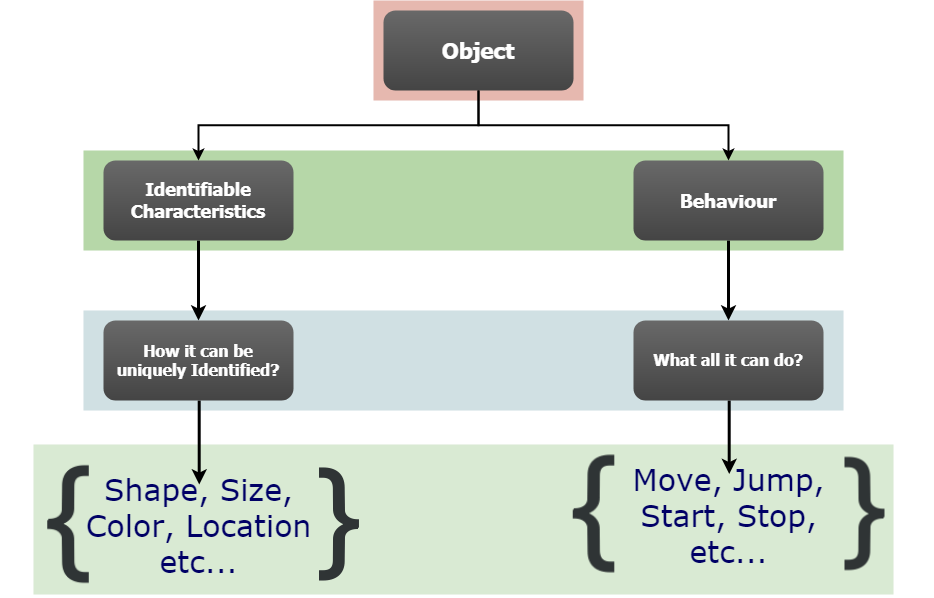 Object
Identifiable
Characteristics
Behaviour
How it can be
uniquely Identified?
What all it can do?
{ Shape, Size, }
Color, Location
etc...
{ Move, Jump, }
Start, Stop,
etc...